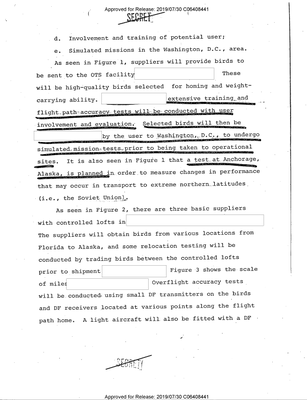 Approved for Release: 2019/07/30 C06408441
SECRET
d. Involvement and training of potential user:
e. Simulated missions in the Washington, D.C., area.
As seen in Figure 1, suppliers will provide birds to
be sent to the OTS facility These
will be high-quality birds selected for homing and weight-
carrying ability. extensive training and
flight path accuracy tests will be conducted with user
involvement and evaluation. Selected birds will then be
by the user to Washington, D.C., to undergo
simulated mission tests prior to being taken to operational
sites. It is also seen in Figure 1 that a test at Anchorage,
Alaska, is planned in order to measure changes in performance
that may occur in transport to extreme northern latitudes
(i.e., the Soviet Union).
As seen in Figure 2, there are three basic suppliers
with controlled lofts in
The suppliers will obtain birds from various locations from
Florida to Alaska, and some relocation testing will be
conducted by trading birds between the controlled lofts
prior to shipment Figure 3 shows the scale
of miles Overflight accuracy tests
will be conducted using small DF transmitters on the birds
and DF receivers located at various points along the flight
path home. A light aircraft will also be fitted with a DF
SECRET
Approved for Release: 2019/07/30 C06408441